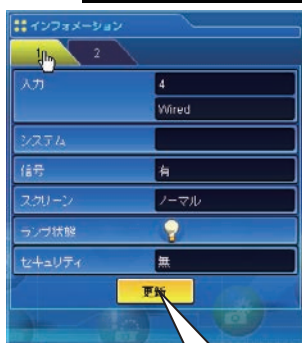 インフォメーション
1 2
入力 4
Wired
システム
信号 有
スクリーン ノーマル
ランプ状態
セキュリティ 無
更新